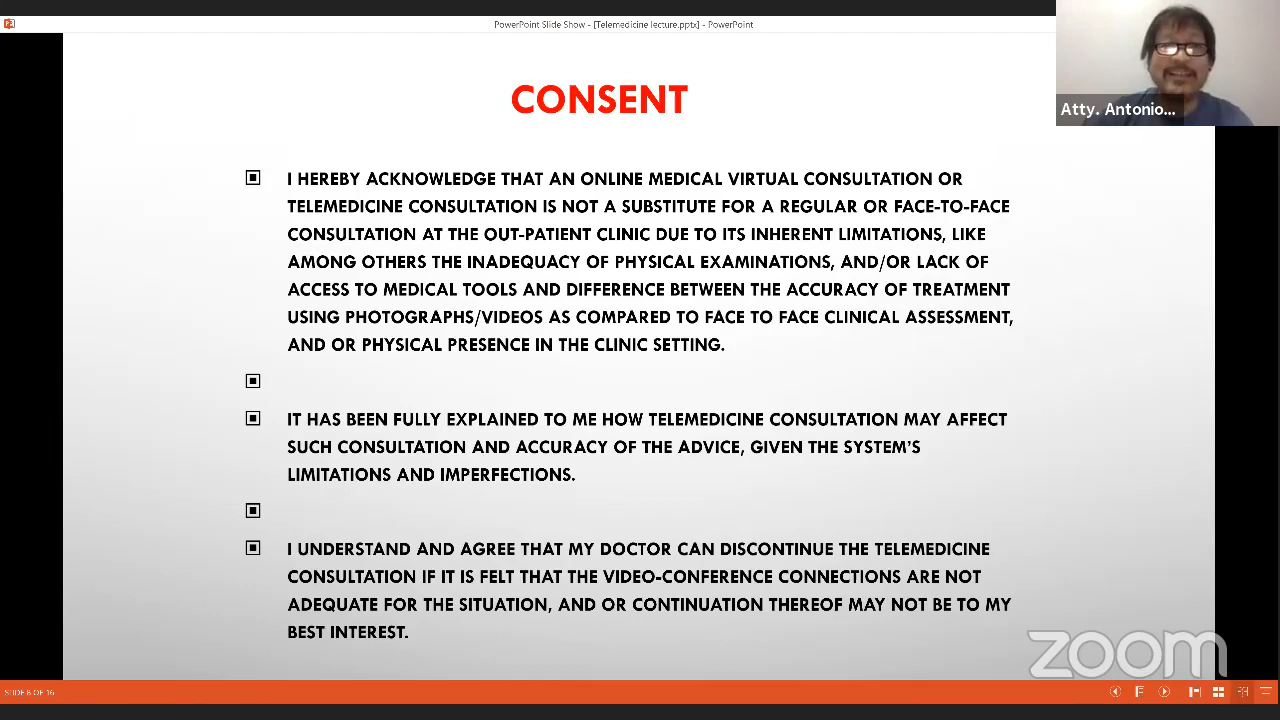 PowerPoint Slide Show - [Telemedicine lecture.pptx] - PowerPoint
Atty. Antonio...
CONSENT
I HEREBY ACKNOWLEDGE THAT AN ONLINE MEDICAL VIRTUAL CONSULTATION OR
TELEMEDICINE CONSULTATION IS NOT A SUBSTITUTE FOR A REGULAR OR FACE-TO-FACE
CONSULTATION AT THE OUT-PATIENT CLINIC DUE TO ITS INHERENT LIMITATIONS, LIKE
AMONG OTHERS THE INADEQUACY OF PHYSICAL EXAMINATIONS, AND/OR LACK OF
ACCESS TO MEDICAL TOOLS AND DIFFERENCE BETWEEN THE ACCURACY OF TREATMENT
USING PHOTOGRAPHS/VIDEOS AS COMPARED TO FACE TO FACE CLINICAL ASSESSMENT,
AND OR PHYSICAL PRESENCE IN THE CLINIC SETTING.
IT HAS BEEN FULLY EXPLAINED TO ME HOW TELEMEDICINE CONSULTATION MAY AFFECT
SUCH CONSULTATION AND ACCURACY OF THE ADVICE, GIVEN THE SYSTEM'S
LIMITATIONS AND IMPERFECTIONS.
I UNDERSTAND AND AGREE THAT MY DOCTOR CAN DISCONTINUE THE TELEMEDICINE
CONSULTATION IF IT IS FELT THAT THE VIDEO-CONFERENCE CONNECTIONS ARE NOT
ADEQUATE FOR THE SITUATION, AND OR CONTINUATION THEREOF MAY NOT BE TO MY
BEST INTEREST.
zoom
SLIDE 8 OF 16